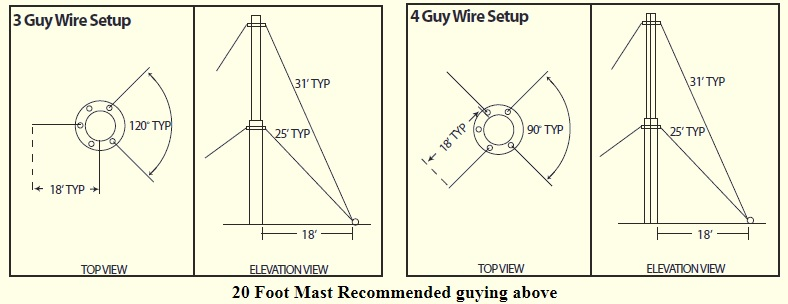 3 Guy Wire Setup
31' TYP
120° TYP
25' TYP
18' TYP
18'
TOP VIEW
ELEVATION VIEW
4 Guy Wire Setup
31' TYP
18' TYP
90° TYP
25' TYP
18'
TOP VIEW
ELEVATION VIEW
20 Foot Mast Recommended guying above